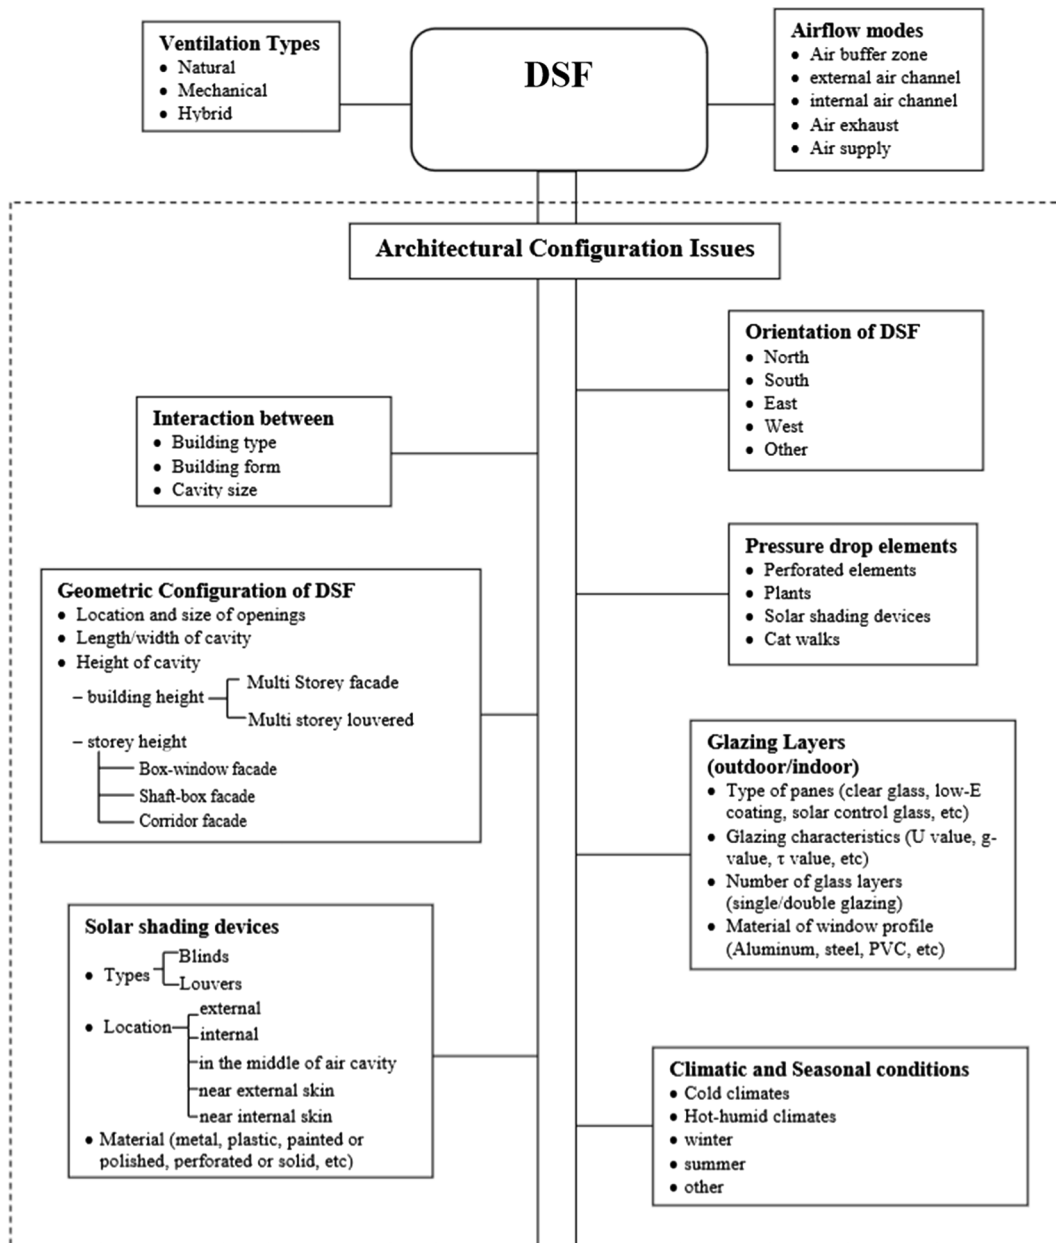 Ventilation Types
• Natural
• Mechanical
• Hybrid
DSF
Airflow modes
• Air buffer zone
• external air channel
• internal air channel
• Air exhaust
• Air supply
Architectural Configuration Issues
Orientation of DSF
• North
• South
• East
• West
• Other
Interaction between
• Building type
• Building form
• Cavity size
Pressure drop elements
• Perforated elements
• Plants
• Solar shading devices
• Cat walks
Geometric Configuration of DSF
• Location and size of openings
• Length/width of cavity
• Height of cavity
– building height
Multi Storey facade
Multi storey louvered
– storey height
Box-window facade
Shaft-box facade
Corridor facade
Glazing Layers
(outdoor/indoor)
• Type of panes (clear glass, low-E
coating, solar control glass, etc)
• Glazing characteristics (U value, g-
value, τ value, etc)
• Number of glass layers
(single/double glazing)
• Material of window profile
(Aluminum, steel, PVC, etc)
Solar shading devices
• Types
Blinds
Louvers
• Location
external
internal
in the middle of air cavity
near external skin
near internal skin
• Material (metal, plastic, painted or
polished, perforated or solid, etc)
Climatic and Seasonal conditions
• Cold climates
• Hot-humid climates
• winter
• summer
• other